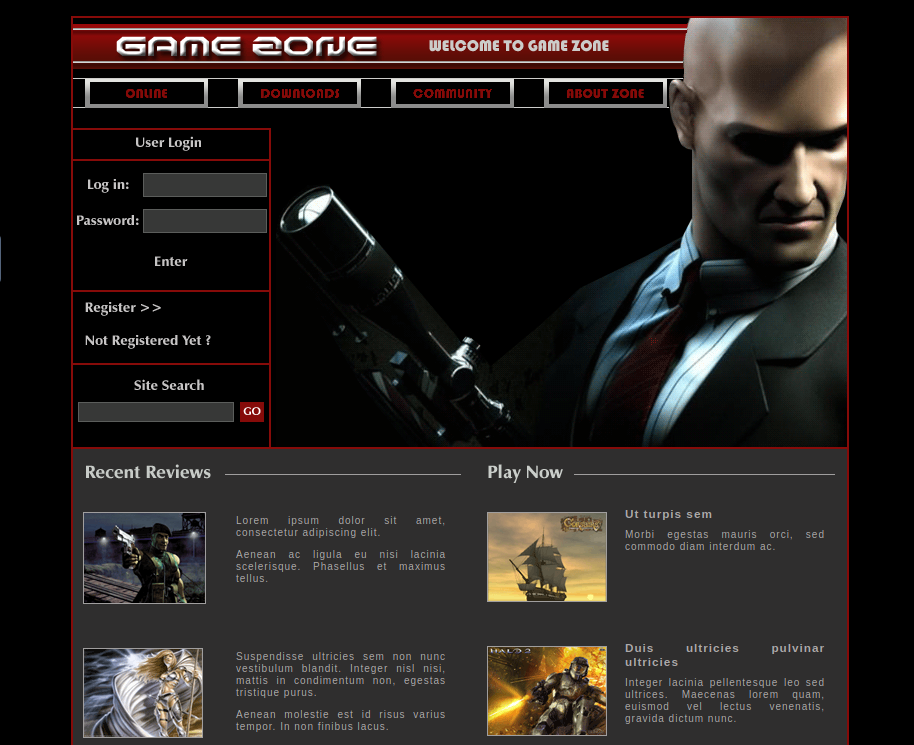 GAME ZONE
WELCOME TO GAME ZONE
ONLINE
DOWNLOADS
COMMUNITY
ABOUT ZONE
User Login
Log in:
Password:
Enter
Register >>
Not Registered Yet ?
Site Search
GO
Recent Reviews
Lorem ipsum dolor sit amet,
consectetur adipiscing elit.
Aenean ac ligula eu nisi lacinia
scelerisque. Phasellus et maximus
tellus.
Suspendisse ultricies sem non nunc
vestibulum blandit. Integer nisl nisi,
mattis in condimentum non, egestas
tristique purus.
Aenean molestie est id risus varius
tempor. In non finibus lacus.
Play Now
Ut turpis sem
Morbi egestas mauris orci, sed
commodo diam interdum ac.
HALO 2
Duis ultricies pulvinar
ultricies
Integer lacinia pellentesque leo sed
ultrices. Maecenas lorem quam,
euismod vel lectus venenatis,
gravida dictum nunc.